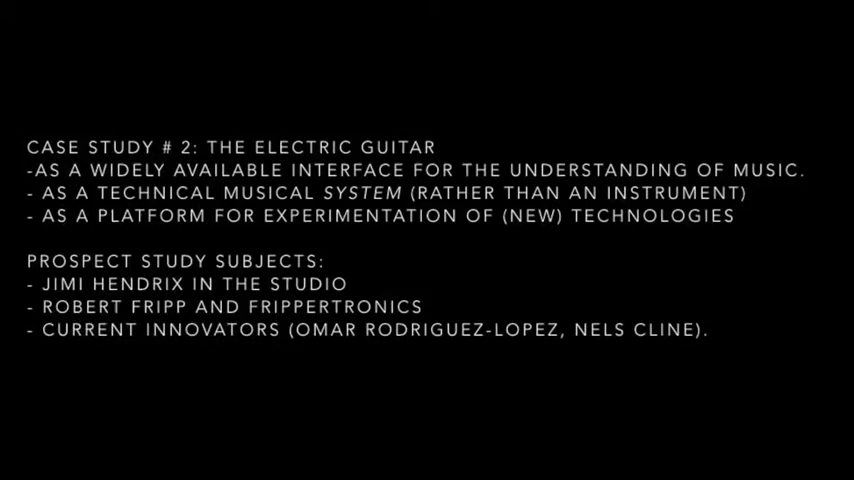 CASE STUDY # 2: THE ELECTRIC GUITAR
-AS A WIDELY AVAILABLE INTERFACE FOR THE UNDERSTANDING OF MUSIC.
- AS A TECHNICAL MUSICAL SYSTEM (RATHER THAN AN INSTRUMENT)
- AS A PLATFORM FOR EXPERIMENTATION OF (NEW) TECHNOLOGIES
PROSPECT STUDY SUBJECTS:
- JIMI HENDRIX IN THE STUDIO
- ROBERT FRIPP AND FRIPPERTRONICS
- CURRENT INNOVATORS (OMAR RODRIGUEZ-LOPEZ, NELS CLINE).